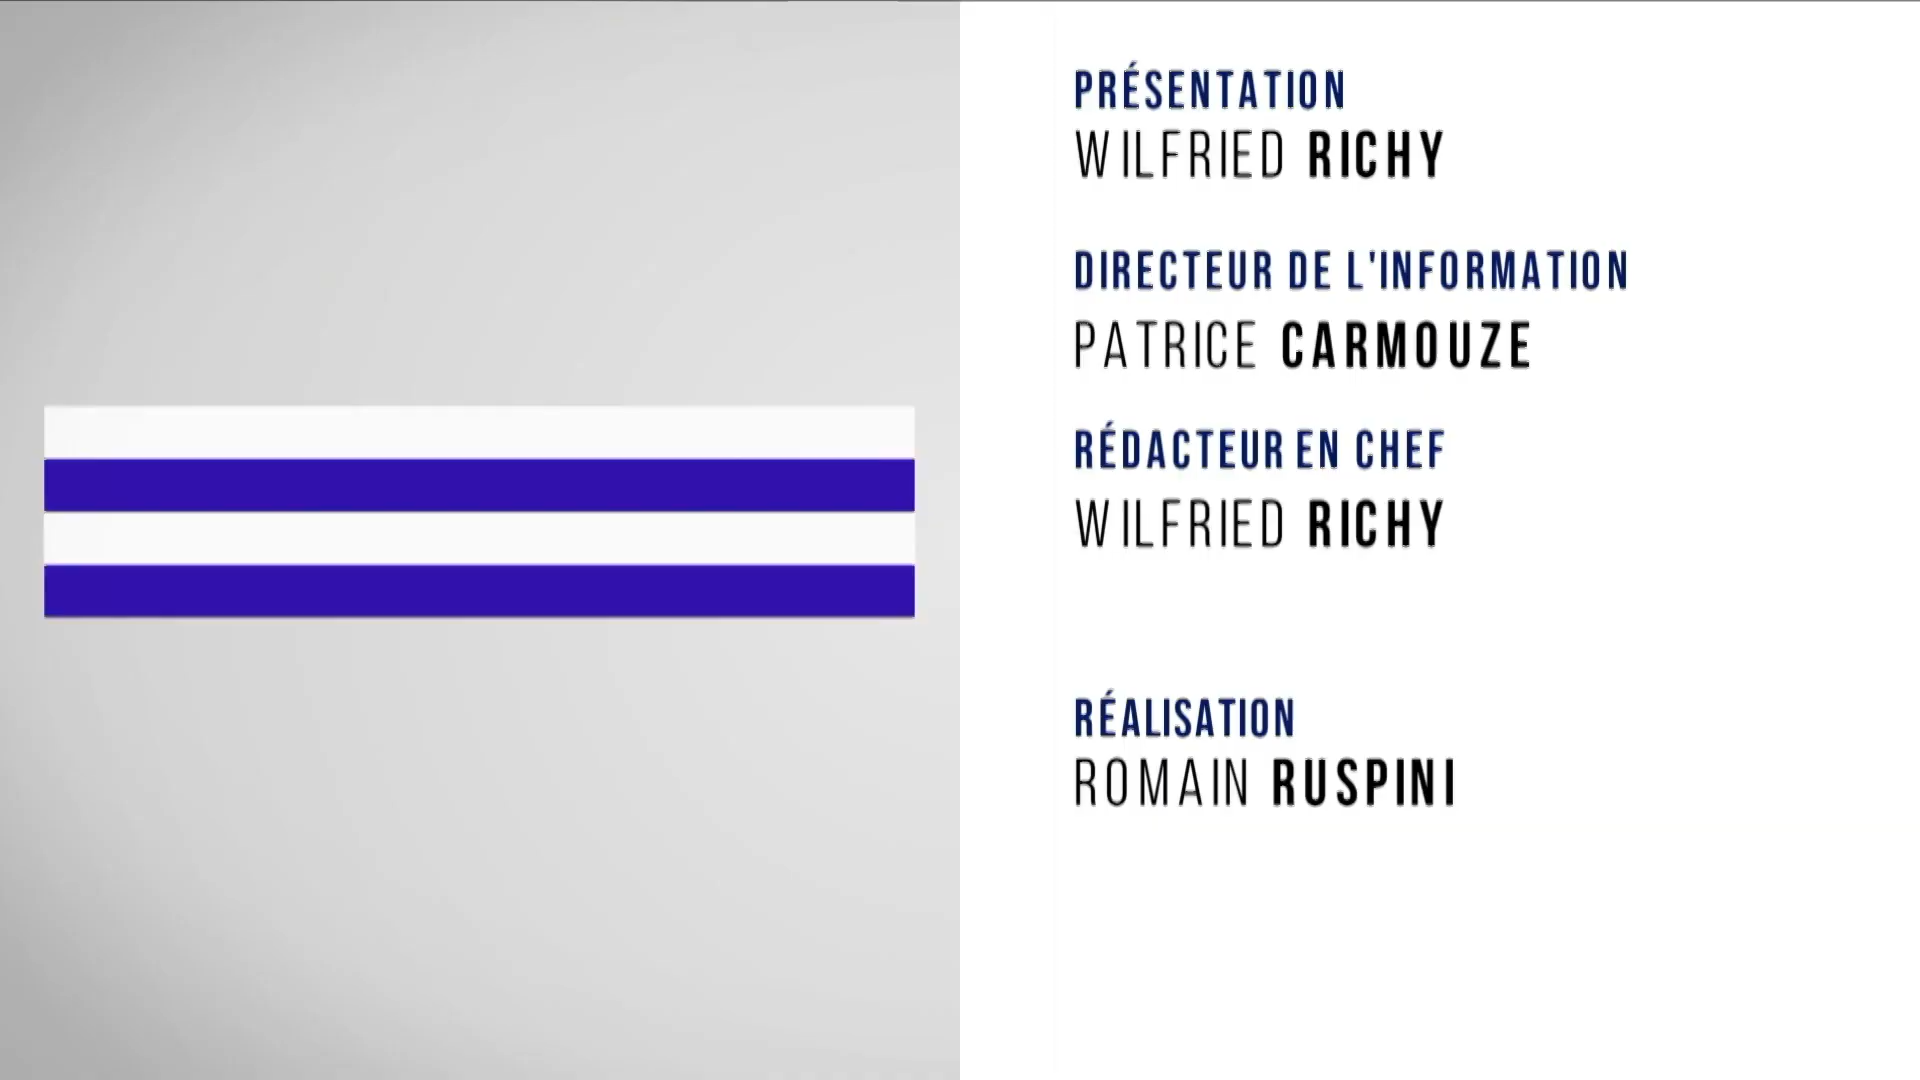 PRÉSENTATION
WILFRIED RICHY
DIRECTEUR DE L'INFORMATION
PATRICE CARMOUZE
RÉDACTEUR EN CHEF
WILFRIED RICHY
RÉALISATION
ROMAIN RUSPINI